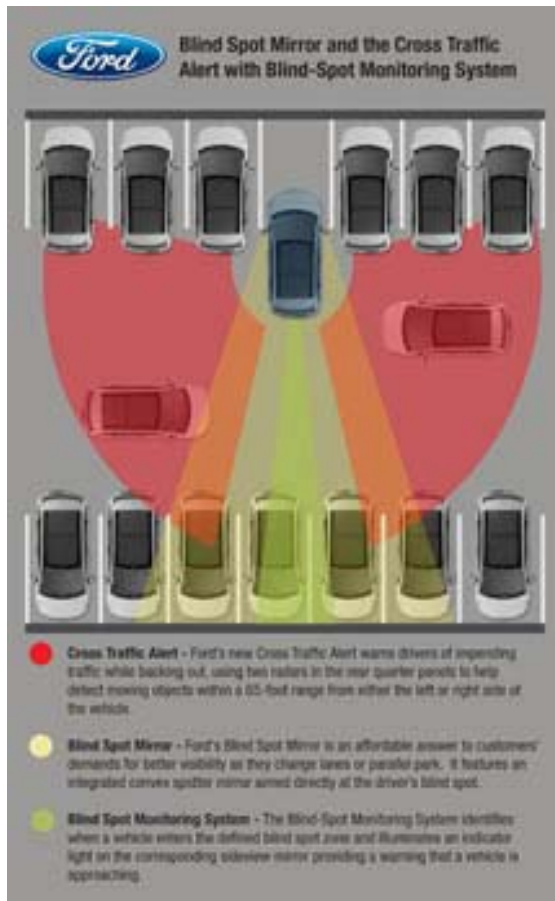 Ford
Blind Spot Mirror and the Cross Traffic
Alert with Blind-Spot Monitoring System
Cross Traffic Alert - Ford's new Cross Traffic Alert warns drivers of impending
traffic while backing out, using two radars in the rear quarter panels to help
detect moving objects within a 65-foot range from either the left or right side of
the vehicle.
Blind Spot Mirror - Ford's Blind Spot Mirror is an affordable answer to customers'
demands for better visibility as they change lanes or parallel park. It features an
integrated convex spotter mirror aimed directly at the driver's blind spot.
Blind Spot Monitoring System - The Blind-Spot Monitoring System identifies
when a vehicle enters the defined blind spot zone and illuminates an indicator
light on the corresponding sideview mirror providing a warning that a vehicle is
approaching.